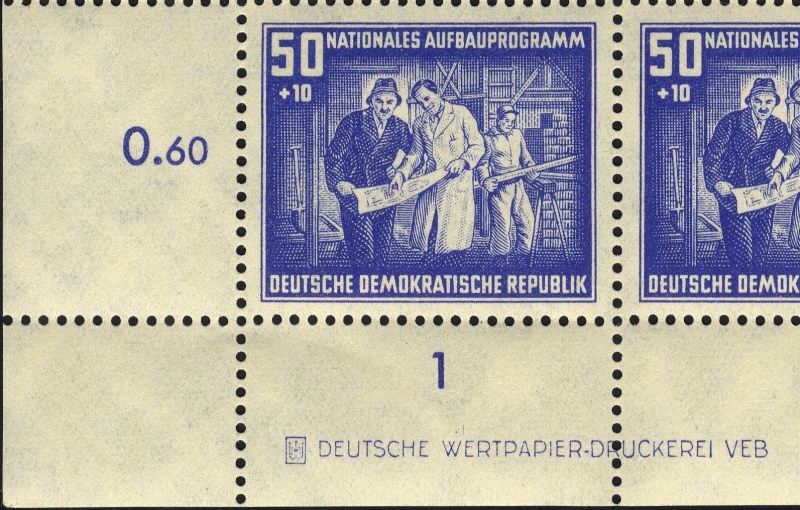 50 NATIONALES AUFBAUPROGRAMM
+10
DEUTSCHE DEMOKRATISCHE REPUBLIK
50 NATIONALES
+10
DEUTSCHE DEMOK
0.60
1
DEUTSCHE WERTPAPIER-DRUCKEREI VEB